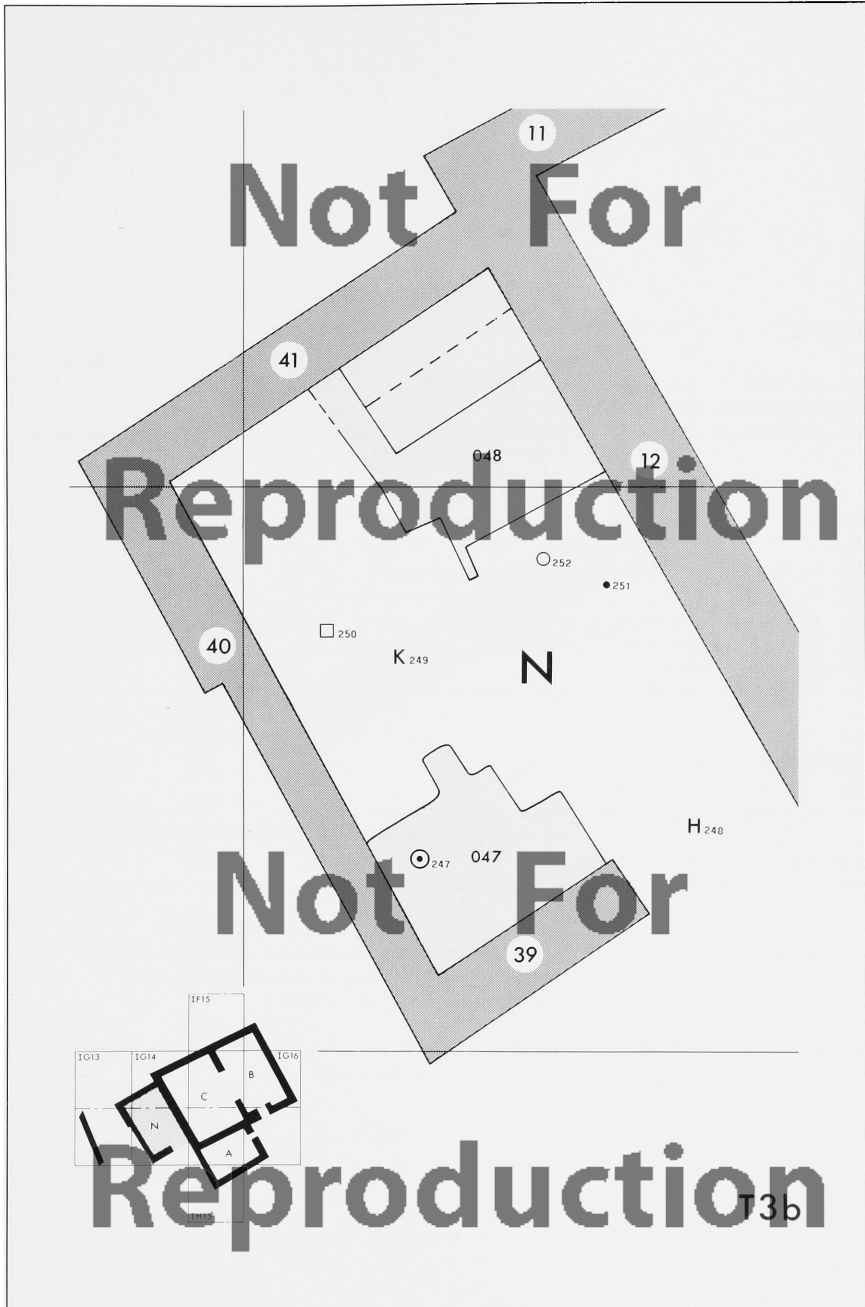 11
Not For
41
048
12
Reproduction
252
251
250
40
K 249
N
H 248
247
047
Not For
39
IF15
IG13
IG14
IG16
B
C
N
A
Reproduction
IH15
T3b